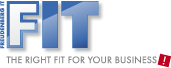 FREUDENBERG IT
FIT
THE RIGHT FIT FOR YOUR BUSINESS !